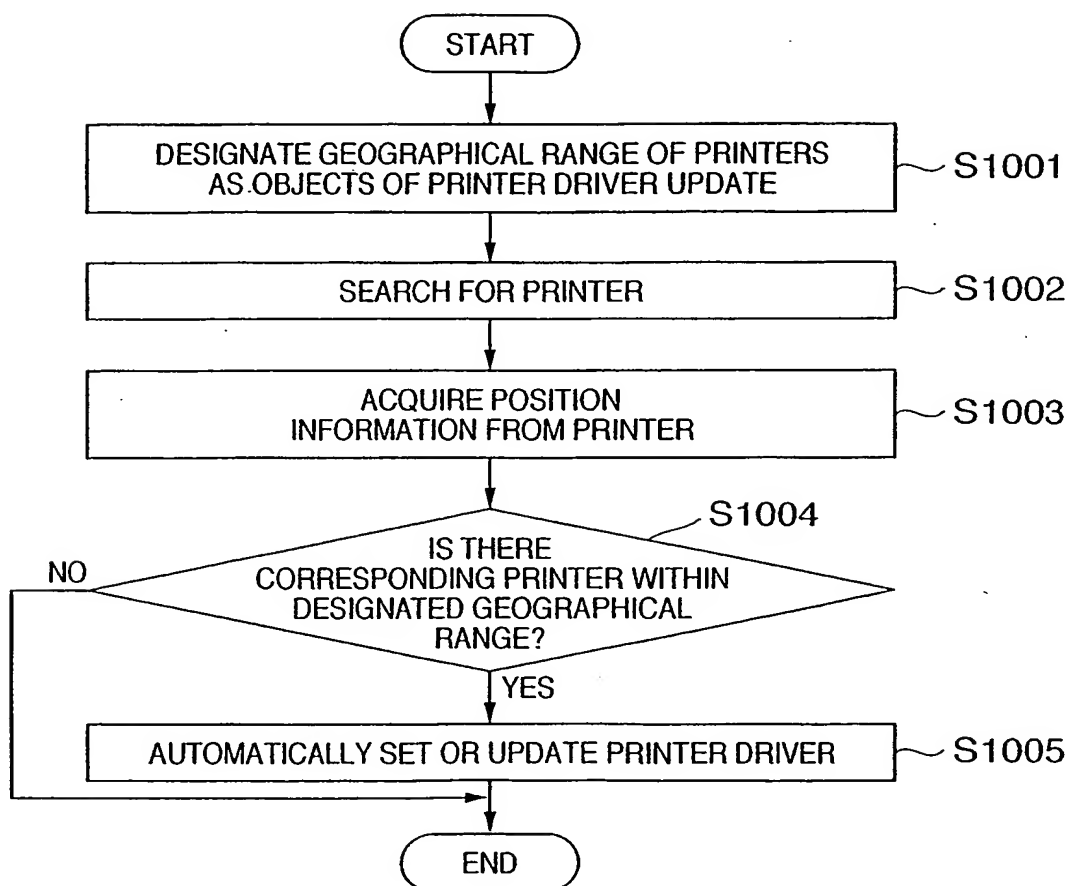 START
DESIGNATE GEOGRAPHICAL RANGE OF PRINTERS
AS OBJECTS OF PRINTER DRIVER UPDATE
S1001
SEARCH FOR PRINTER
S1002
ACQUIRE POSITION
INFORMATION FROM PRINTER
S1003
S1004
IS THERE
CORRESPONDING PRINTER WITHIN
DESIGNATED GEOGRAPHICAL
RANGE?
NO
YES
AUTOMATICALLY SET OR UPDATE PRINTER DRIVER
S1005
END